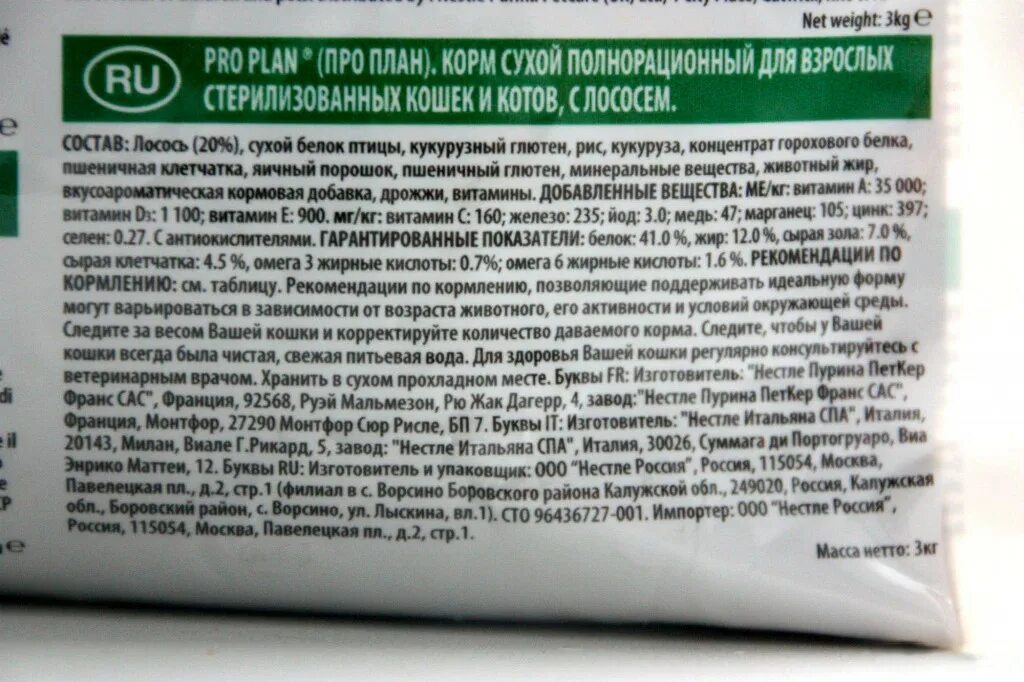 Net weight: 3kg ℮
RU
PRO PLAN ® (ПРО ПЛАН). КОРМ СУХОЙ ПОЛНОРАЦИОННЫЙ ДЛЯ ВЗРОСЛЫХ
СТЕРИЛИЗОВАННЫХ КОШЕК И КОТОВ, С ЛОСОСЕМ.
СОСТАВ: Лосось (20%), сухой белок птицы, кукурузный глютен, рис, кукуруза, концентрат горохового белка,
пшеничная клетчатка, яичный порошок, пшеничный глютен, минеральные вещества, животный жир,
вкусоароматическая кормовая добавка, дрожжи, витамины. ДОБАВЛЕННЫЕ ВЕЩЕСТВА: МЕ/кг: витамин А: 35 000;
витамин D3: 1 100; витамин Е: 900. мг/кг: витамин С: 160; железо: 235; йод: 3.0; медь: 47; марганец: 105; цинк: 397;
селен: 0.27. С антиокислителями. ГАРАНТИРОВАННЫЕ ПОКАЗАТЕЛИ: белок: 41.0 %, жир: 12.0 %, сырая зола: 7.0 %,
сырая клетчатка: 4.5 %, омега 3 жирные кислоты: 0.7%; омега 6 жирные кислоты: 1.6 %. РЕКОМЕНДАЦИИ ПО
КОРМЛЕНИЮ: см. таблицу. Рекомендации по кормлению, позволяющие поддерживать идеальную форму
могут варьироваться в зависимости от возраста животного, его активности и условий окружающей среды.
Следите за весом Вашей кошки и корректируйте количество даваемого корма. Следите, чтобы у Вашей
кошки всегда была чистая, свежая питьевая вода. Для здоровья Вашей кошки регулярно консультируйтесь с
ветеринарным врачом. Хранить в сухом прохладном месте. Буквы FR: Изготовитель: "Нестле Пурина ПетКер
Франс САС", Франция, 92568, Руэй Мальмезон, Рю Жак Дагерр, 4, завод:"Нестле Пурина ПетКер Франс САС",
Франция, Монтфор, 27290 Монтфор Сюр Рисле, БП 7. Буквы IT: Изготовитель: "Нестле Итальяна СПА", Италия,
20143, Милан, Виале Г.Рикард, 5, завод: "Нестле Итальяна СПА", Италия, 30026, Суммага ди Портогруаро, Виа
Энрико Маттеи, 12. Буквы RU: Изготовитель и упаковщик: ООО "Нестле Россия", Россия, 115054, Москва,
Павелецкая пл., д.2, стр.1 (филиал в с. Ворсино Боровского района Калужской обл., 249020, Россия, Калужская
обл., Боровский район, с. Ворсино, ул. Лыскина, вл.1). СТО 96436727-001. Импортер: ООО "Нестле Россия",
Россия, 115054, Москва, Павелецкая пл., д.2, стр.1.
Масса нетто: 3кг